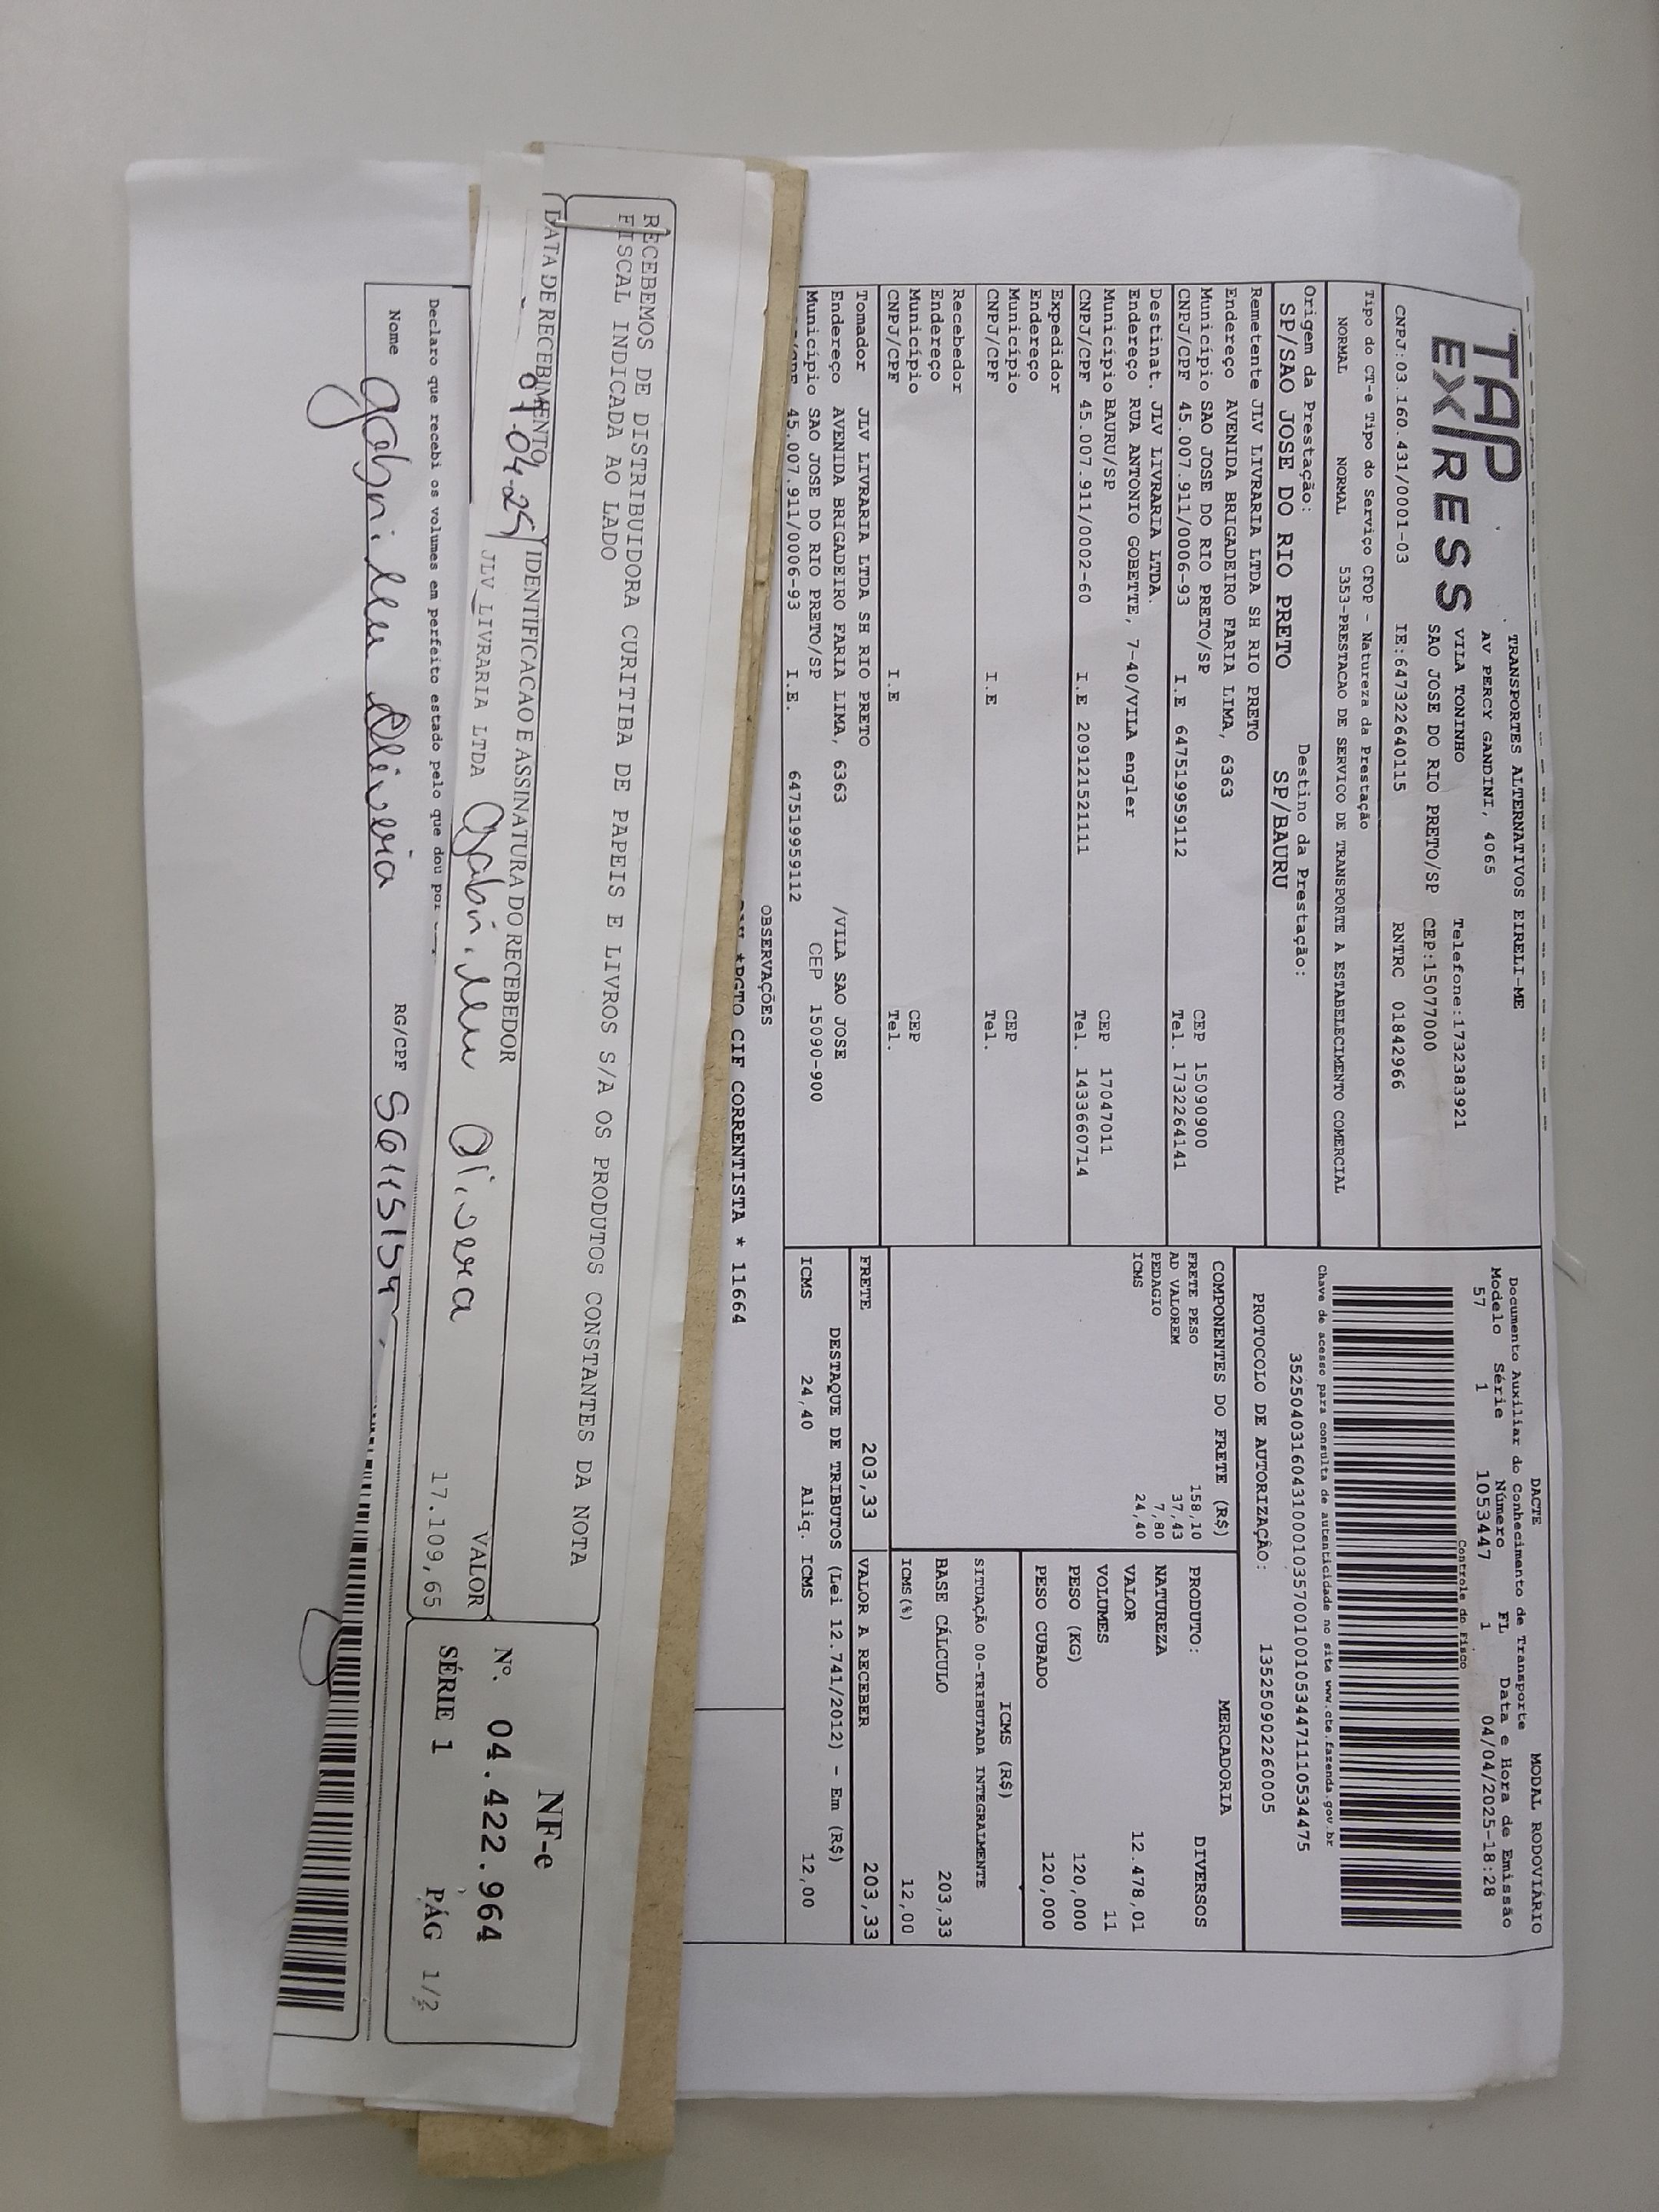 TAP EXPRESS
TRANSPORTES ALTERNATIVOS EIRELI-ME
AV PERCY GANDINI, 4065
VILA TONINHO Telefone:1732383921
SAO JOSE DO RIO PRETO/SP CEP:15077000
CNPJ:03.160.431/0001-03 IE:647322640115 RNTRC 01842966
Tipo do CT-e Tipo do Serviço CFOP - Natureza da Prestação
NORMAL NORMAL 5353-PRESTACAO DE SERVICO DE TRANSPORTE A ESTABELECIMENTO COMERCIAL
Origem da Prestação: Destino da Prestação:
SP/SAO JOSE DO RIO PRETO SP/BAURU
Remetente JLV LIVRARIA LTDA SH RIO PRETO
Endereço AVENIDA BRIGADEIRO FARIA LIMA, 6363
Município SAO JOSE DO RIO PRETO/SP CEP 15090900
CNPJ/CPF 45.007.911/0006-93 I.E 647519959112 Tel. 1732264141
Destinat. JLV LIVRARIA LTDA.
Endereço RUA ANTONIO GOBETTE, 7-40/VILA engler
Município BAURU/SP CEP 17047011
CNPJ/CPF 45.007.911/0002-60 I.E 209121521111 Tel. 1433660714
Expedidor
Endereço
Município CEP
CNPJ/CPF I.E Tel.
Recebedor
Endereço
Município CEP
CNPJ/CPF I.E Tel.
Tomador JLV LIVRARIA LTDA SH RIO PRETO
Endereço AVENIDA BRIGADEIRO FARIA LIMA, 6363 /VILA SAO JOSE
Município SAO JOSE DO RIO PRETO/SP CEP 15090-900
45.007.911/0006-93 I.E. 647519959112
DACTE MODAL RODOVIÁRIO
Documento Auxiliar do Conhecimento de Transporte
Modelo Série Número FL Data e Hora de Emissão
57 1 1053447 1 04/04/2025-18:28
Controle do Fisco
Chave de acesso para consulta de autenticidade no site www.cte.fazenda.gov.br
35250403160431000103570010010534471110534475
PROTOCOLO DE AUTORIZAÇÃO: 135250902260005
COMPONENTES DO FRETE (R$)
FRETE PESO 158,10
AD VALOREM 37,43
PEDAGIO 7,80
ICMS 24,40
MERCADORIA
PRODUTO: DIVERSOS
NATUREZA
VALOR 12.478,01
VOLUMES 11
PESO (KG) 120,000
PESO CUBADO 120,000
ICMS (R$)
SITUAÇÃO 00-TRIBUTADA INTEGRALMENTE
BASE CÁLCULO 203,33
ICMS(%) 12,00
FRETE 203,33 VALOR A RECEBER 203,33
DESTAQUE DE TRIBUTOS (Lei 12.741/2012) - Em (R$)
ICMS 24,40 Aliq. ICMS 12,00
OBSERVAÇÕES
*PGTO CIF CORRENTISTA * 11664
RECEBEMOS DE DISTRIBUIDORA CURITIBA DE PAPEIS E LIVROS S/A OS PRODUTOS CONSTANTES DA NOTA
FISCAL INDICADA AO LADO
DATA DE RECEBIMENTO IDENTIFICACAO E ASSINATURA DO RECEBEDOR VALOR
JLV LIVRARIA LTDA 17.109,65
NF-e
Nº. 04.422.964
SÉRIE 1 PÁG 1/2
Declaro que recebi os volumes em perfeito estado pelo que dou por
Nome RG/CPF